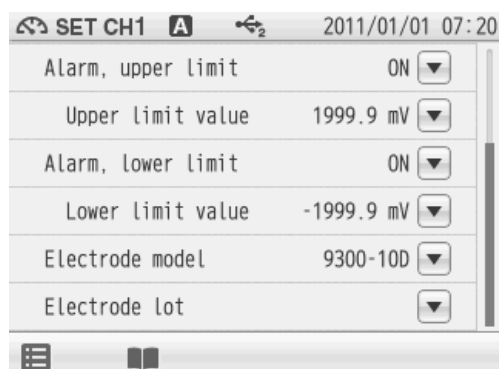 SET CH1 A 2 2011/01/01 07:20
Alarm, upper limit ON
Upper limit value 1999.9 mV
Alarm, lower limit ON
Lower limit value -1999.9 mV
Electrode model 9300-10D
Electrode lot